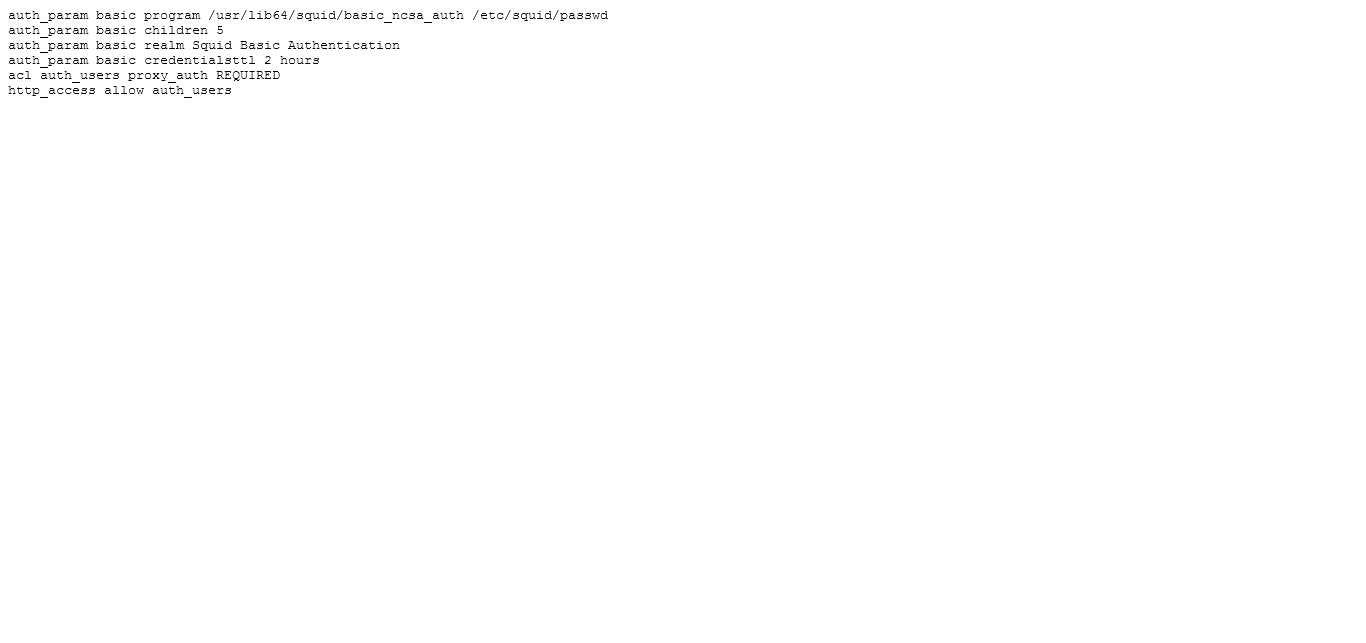 auth_param basic program /usr/lib64/squid/basic_ncsa_auth /etc/squid/passwd
auth_param basic children 5
auth_param basic realm Squid Basic Authentication
auth_param basic credentialsttl 2 hours
acl auth_users proxy_auth REQUIRED
http_access allow auth_users